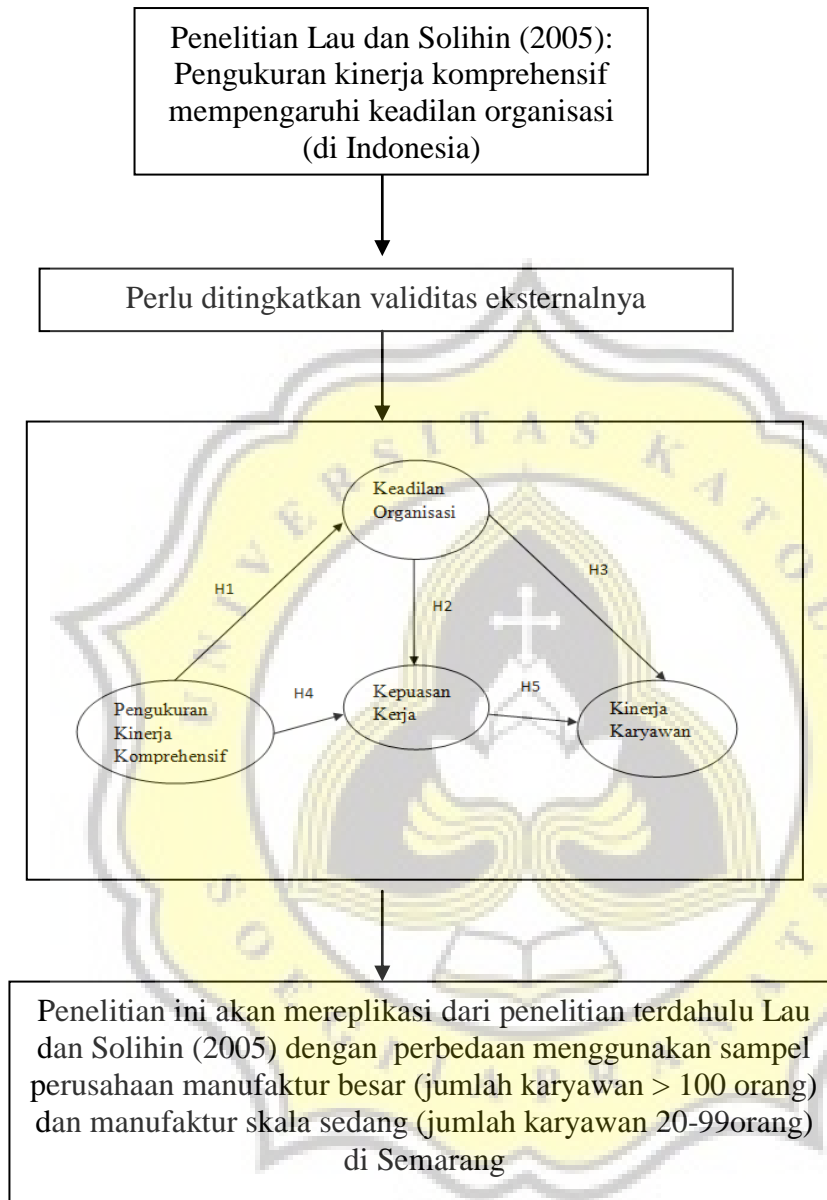 Penelitian Lau dan Solihin (2005):
Pengukuran kinerja komprehensif
mempengaruhi keadilan organisasi
(di Indonesia)
Perlu ditingkatkan validitas eksternalnya
UNIVERSITAS KATOLI
Keadilan
Organisasi
H1
H2
H3
Pengukuran
Kinerja
Komprehensif
H4
Kepuasan
Kerja
H5
Kinerja
Karyawan
SOEGIJAPRANATA
Penelitian ini akan mereplikasi dari penelitian terdahulu Lau
dan Solihin (2005) dengan perbedaan menggunakan sampel
perusahaan manufaktur besar (jumlah karyawan > 100 orang)
dan manufaktur skala sedang (jumlah karyawan 20-99orang)
di Semarang